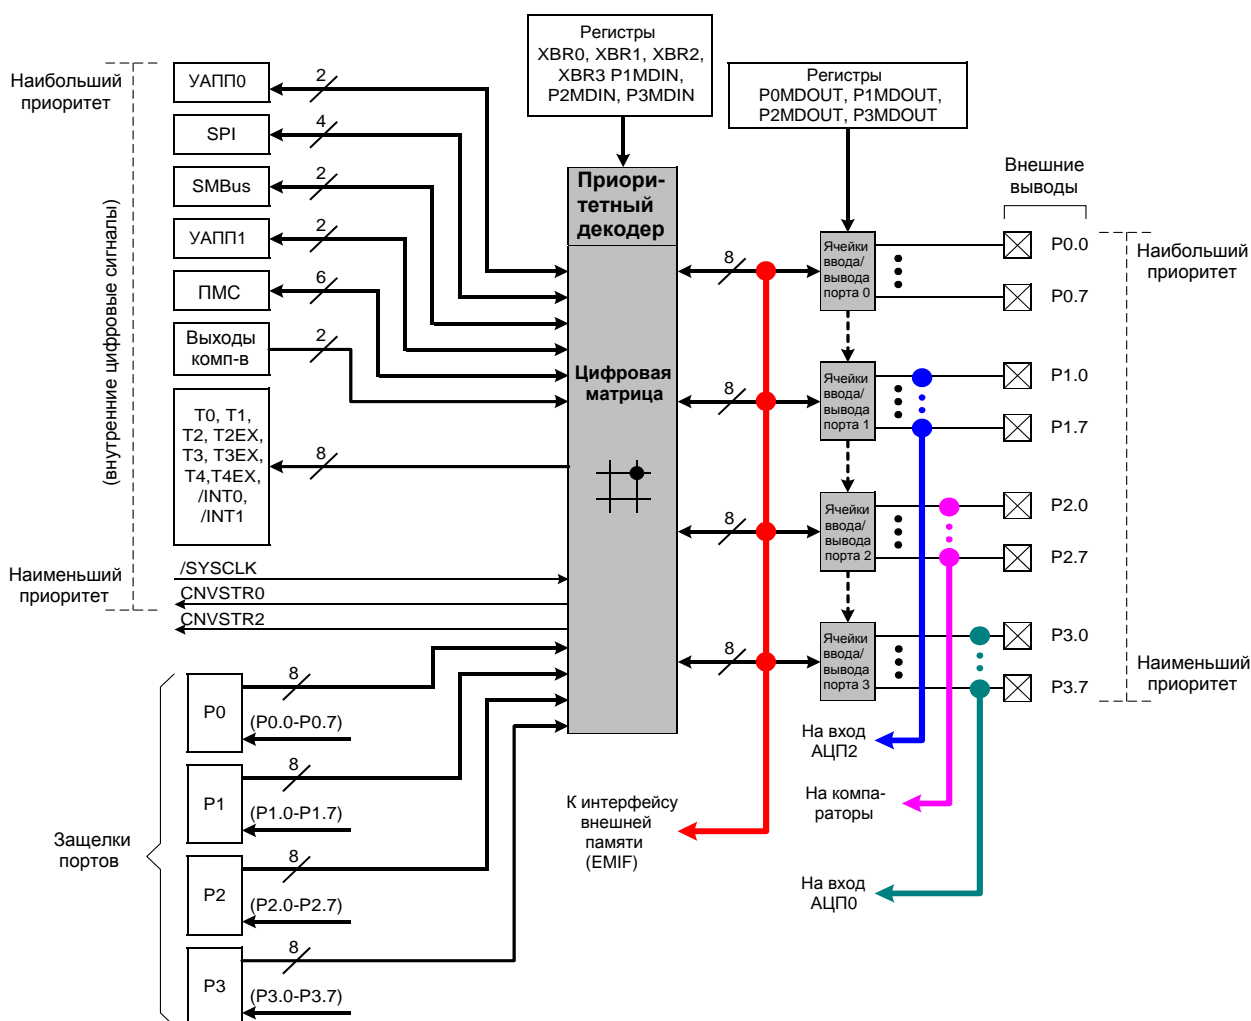 Регистры
XBR0, XBR1, XBR2,
XBR3 P1MDIN,
P2MDIN, P3MDIN
Регистры
P0MDOUT, P1MDOUT,
P2MDOUT, P3MDOUT
Наибольший
приоритет
(внутренние цифровые сигналы)
Наименьший
приоритет
УАПП0
2
SPI
4
SMBus
2
УАПП1
2
ПМС
6
Выходы
комп-в
2
T0, T1,
T2, T2EX,
T3, T3EX,
T4,T4EX,
/INT0,
/INT1
8
/SYSCLK
CNVSTR0
CNVSTR2
Приори-
тетный
декодер
Цифровая
матрица
8
8
8
8
Ячейки
ввода/
вывода
порта 0
Ячейки
ввода/
вывода
порта 1
Ячейки
ввода/
вывода
порта 2
Ячейки
ввода/
вывода
порта 3
Внешние
выводы
P0.0
P0.7
P1.0
P1.7
P2.0
P2.7
P3.0
P3.7
Наибольший
приоритет
Наименьший
приоритет
На вход
АЦП2
На компа-
раторы
На вход
АЦП0
К интерфейсу
внешней
памяти
(EMIF)
Защелки
портов
P0
8
(P0.0-P0.7)
P1
8
(P1.0-P1.7)
P2
8
(P2.0-P2.7)
P3
8
(P3.0-P3.7)